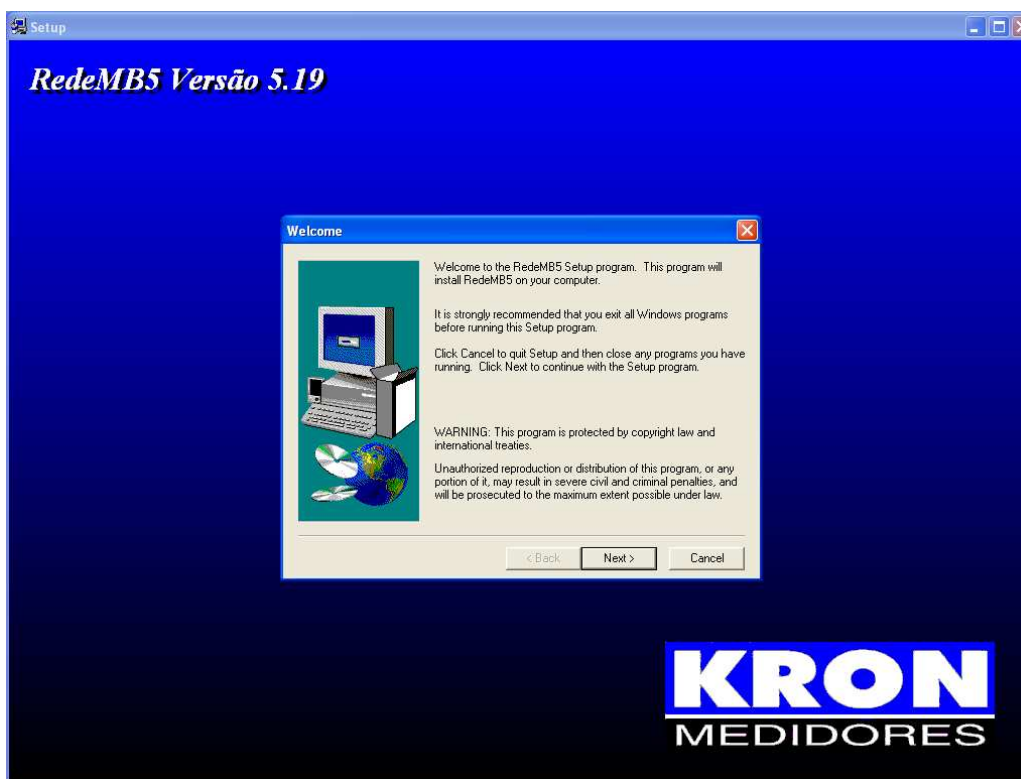 Setup
RedeMB5 Versão 5.19
Welcome
Welcome to the RedeMB5 Setup program. This program will
install RedeMB5 on your computer.
It is strongly recommended that you exit all Windows programs
before running this Setup program.
Click Cancel to quit Setup and then close any programs you have
running. Click Next to continue with the Setup program.
WARNING: This program is protected by copyright law and
international treaties.
Unauthorized reproduction or distribution of this program, or any
portion of it, may result in severe civil and criminal penalties, and
will be prosecuted to the maximum extent possible under law.
< Back Next > Cancel
KRON
MEDIDORES